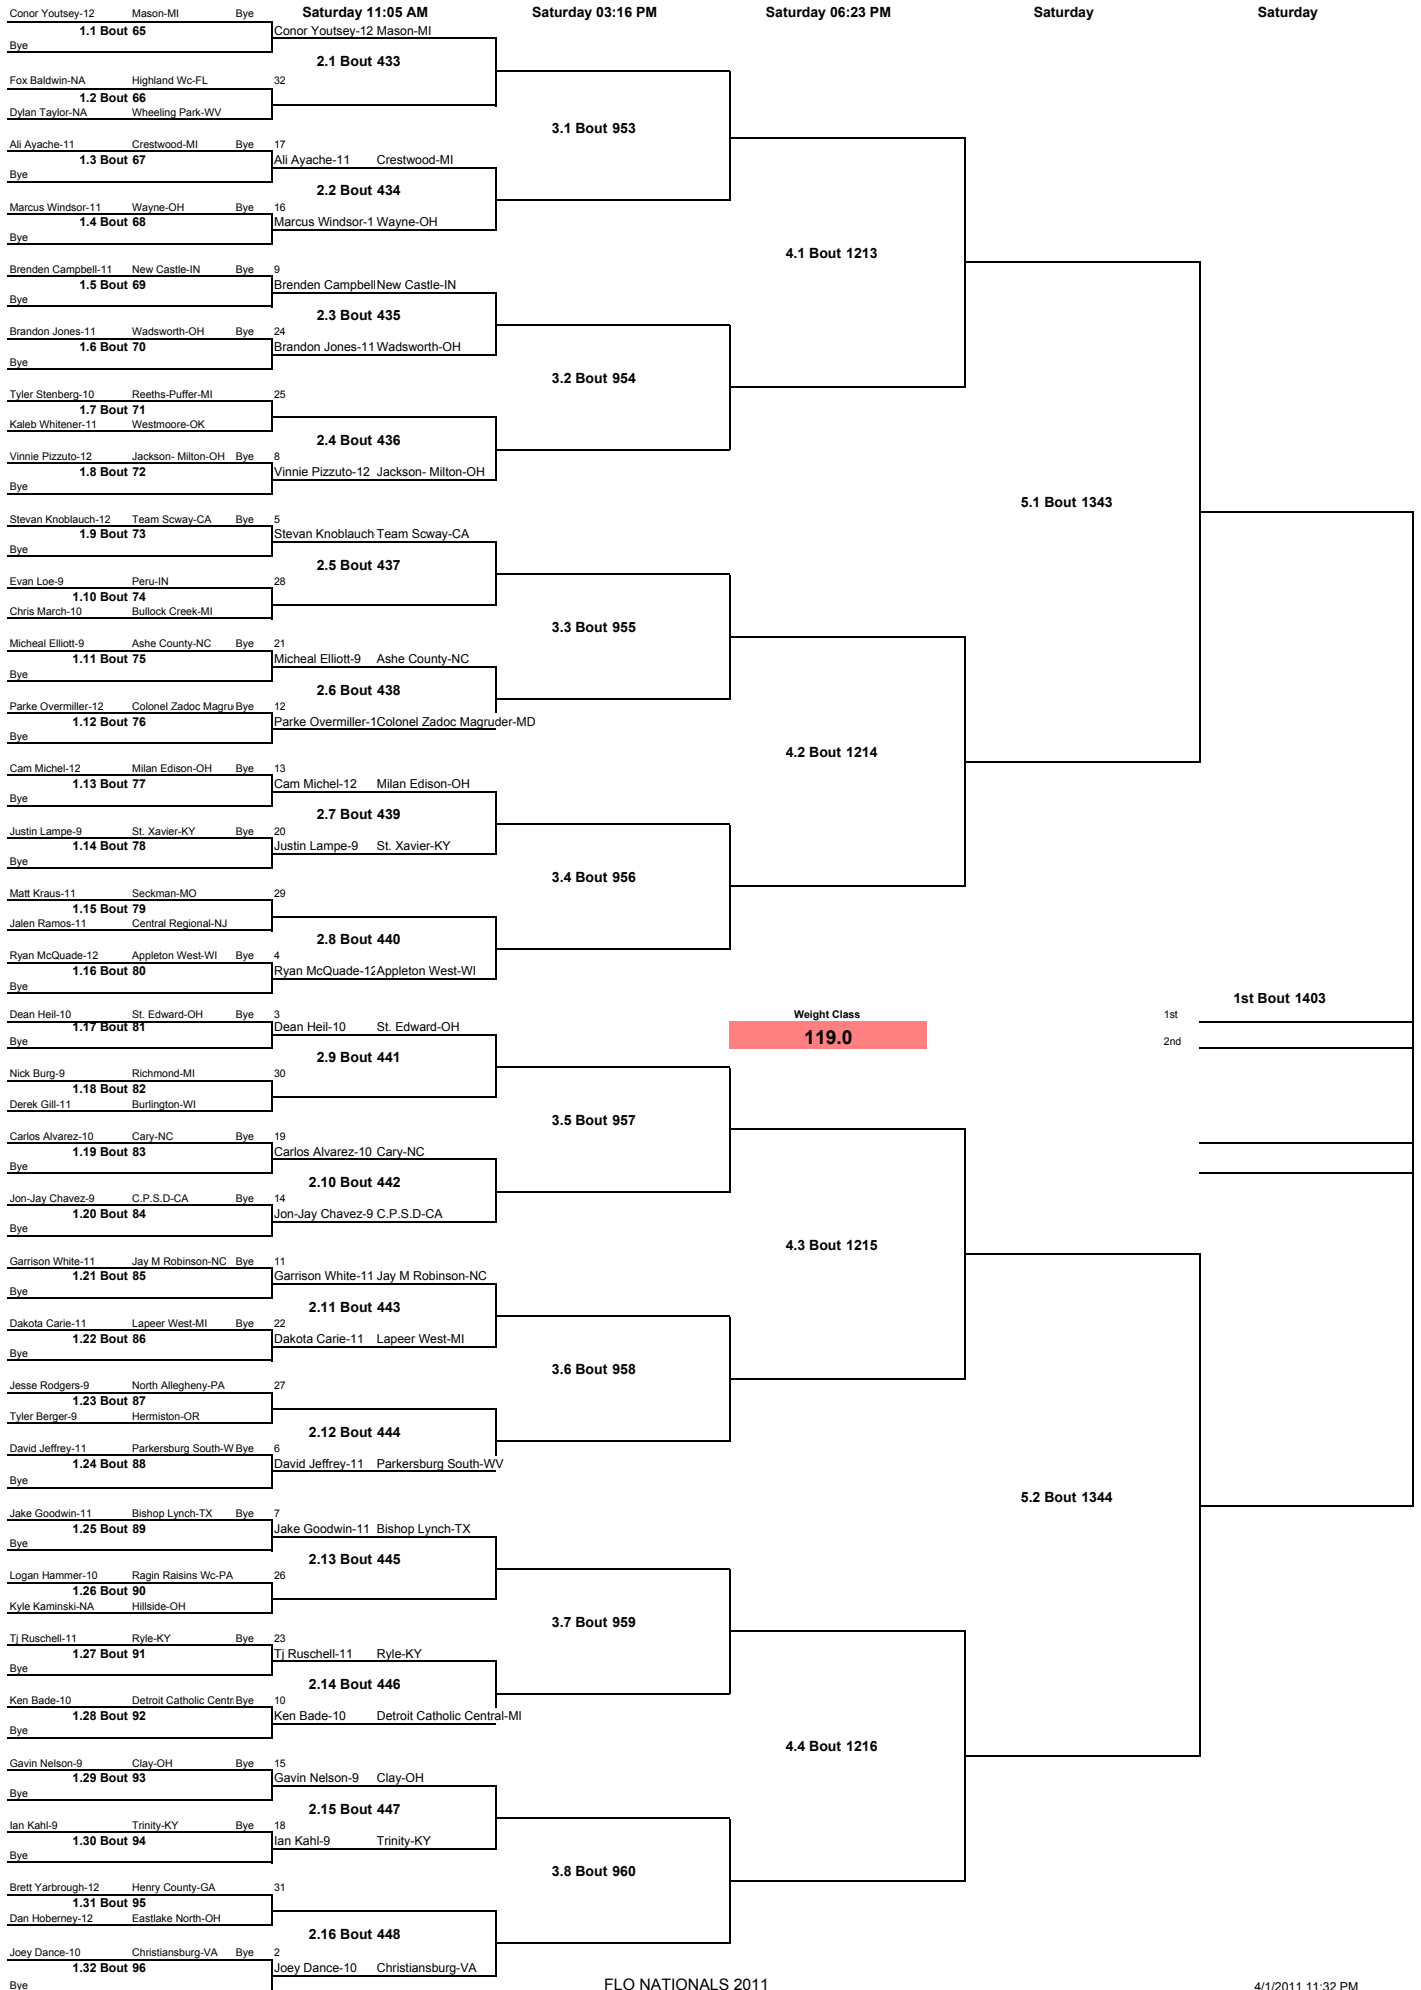 Conor Youtsey-12 Mason-MI Bye Saturday 11:05 AM Saturday 03:16 PM Saturday 06:23 PM Saturday Saturday
1.1 Bout 65 Conor Youtsey-12 Mason-MI
Bye
2.1 Bout 433
Fox Baldwin-NA Highland Wc-FL 32
1.2 Bout 66
Dylan Taylor-NA Wheeling Park-WV
3.1 Bout 953
Ali Ayache-11 Crestwood-MI Bye 17
1.3 Bout 67 Ali Ayache-11 Crestwood-MI
Bye
2.2 Bout 434
Marcus Windsor-11 Wayne-OH Bye 16
1.4 Bout 68 Marcus Windsor-1 Wayne-OH
Bye
4.1 Bout 1213
Brenden Campbell-11 New Castle-IN Bye 9
1.5 Bout 69 Brenden Campbell New Castle-IN
Bye
2.3 Bout 435
Brandon Jones-11 Wadsworth-OH Bye 24
1.6 Bout 70 Brandon Jones-11 Wadsworth-OH
Bye
3.2 Bout 954
Tyler Stenberg-10 Reeths-Puffer-MI 25
1.7 Bout 71
Kaleb Whitener-11 Westmoore-OK
2.4 Bout 436
Vinnie Pizzuto-12 Jackson- Milton-OH Bye 8
1.8 Bout 72 Vinnie Pizzuto-12 Jackson- Milton-OH
Bye
5.1 Bout 1343
Stevan Knoblauch-12 Team Scway-CA Bye 5
1.9 Bout 73 Stevan Knoblauch Team Scway-CA
Bye
2.5 Bout 437
Evan Loe-9 Peru-IN 28
1.10 Bout 74
Chris March-10 Bullock Creek-MI
3.3 Bout 955
Micheal Elliott-9 Ashe County-NC Bye 21
1.11 Bout 75 Micheal Elliott-9 Ashe County-NC
Bye
2.6 Bout 438
Parke Overmiller-12 Colonel Zadoc Magru Bye 12
1.12 Bout 76 Parke Overmiller-1 Colonel Zadoc Magruder-MD
Bye
4.2 Bout 1214
Cam Michel-12 Milan Edison-OH Bye 13
1.13 Bout 77 Cam Michel-12 Milan Edison-OH
Bye
2.7 Bout 439
Justin Lampe-9 St. Xavier-KY Bye 20
1.14 Bout 78 Justin Lampe-9 St. Xavier-KY
Bye
3.4 Bout 956
Matt Kraus-11 Seckman-MO 29
1.15 Bout 79
Jalen Ramos-11 Central Regional-NJ
2.8 Bout 440
Ryan McQuade-12 Appleton West-WI Bye 4
1.16 Bout 80 Ryan McQuade-12 Appleton West-WI
Bye
1st Bout 1403
Dean Heil-10 St. Edward-OH Bye 3 Weight Class 1st
1.17 Bout 81 Dean Heil-10 St. Edward-OH
Bye 119.0 2nd
2.9 Bout 441
Nick Burg-9 Richmond-MI 30
1.18 Bout 82
Derek Gill-11 Burlington-WI
3.5 Bout 957
Carlos Alvarez-10 Cary-NC Bye 19
1.19 Bout 83 Carlos Alvarez-10 Cary-NC
Bye
2.10 Bout 442
Jon-Jay Chavez-9 C.P.S.D-CA Bye 14
1.20 Bout 84 Jon-Jay Chavez-9 C.P.S.D-CA
Bye
4.3 Bout 1215
Garrison White-11 Jay M Robinson-NC Bye 11
1.21 Bout 85 Garrison White-11 Jay M Robinson-NC
Bye
2.11 Bout 443
Dakota Carie-11 Lapeer West-MI Bye 22
1.22 Bout 86 Dakota Carie-11 Lapeer West-MI
Bye
3.6 Bout 958
Jesse Rodgers-9 North Allegheny-PA 27
1.23 Bout 87
Tyler Berger-9 Hermiston-OR
2.12 Bout 444
David Jeffrey-11 Parkersburg South-W Bye 6
1.24 Bout 88 David Jeffrey-11 Parkersburg South-WV
Bye
5.2 Bout 1344
Jake Goodwin-11 Bishop Lynch-TX Bye 7
1.25 Bout 89 Jake Goodwin-11 Bishop Lynch-TX
Bye
2.13 Bout 445
Logan Hammer-10 Ragin Raisins Wc-PA 26
1.26 Bout 90
Kyle Kaminski-NA Hillside-OH
3.7 Bout 959
Tj Ruschell-11 Ryle-KY Bye 23
1.27 Bout 91 Tj Ruschell-11 Ryle-KY
Bye
2.14 Bout 446
Ken Bade-10 Detroit Catholic Centr Bye 10
1.28 Bout 92 Ken Bade-10 Detroit Catholic Central-MI
Bye
4.4 Bout 1216
Gavin Nelson-9 Clay-OH Bye 15
1.29 Bout 93 Gavin Nelson-9 Clay-OH
Bye
2.15 Bout 447
Ian Kahl-9 Trinity-KY Bye 18
1.30 Bout 94 Ian Kahl-9 Trinity-KY
Bye
3.8 Bout 960
Brett Yarbrough-12 Henry County-GA 31
1.31 Bout 95
Dan Hoberney-12 Eastlake North-OH
2.16 Bout 448
Joey Dance-10 Christiansburg-VA Bye 2
1.32 Bout 96 Joey Dance-10 Christiansburg-VA
Bye FLO NATIONALS 2011 4/1/2011 11:32 PM